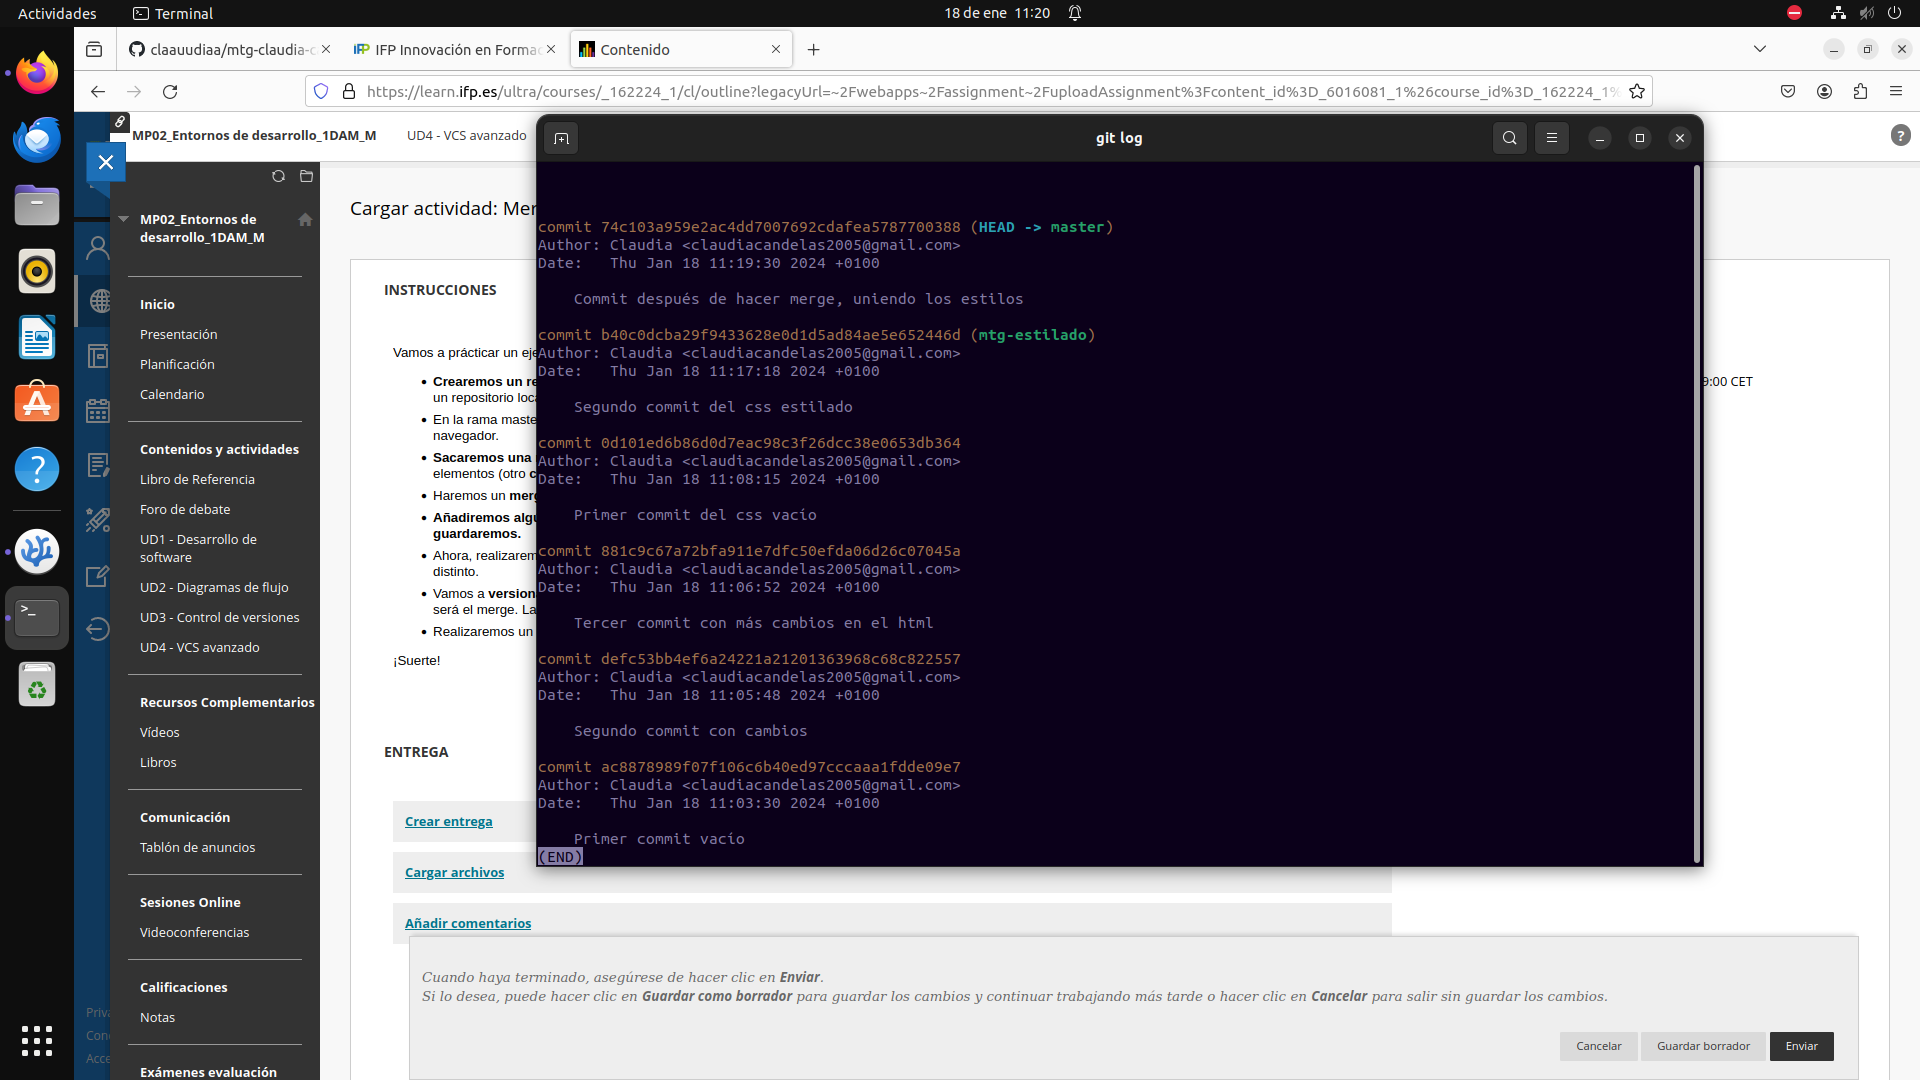 Actividades
Terminal
18 de ene 11:20
claauudiaa/mtg-claudia-c
IFP Innovación en Forma
Contenido
https://learn.ifp.es/ultra/courses/_162224_1/cl/outline?legacyUrl=~2Fwebapps~2Fassignment~2FuploadAssignment%3Fcontent_id%3D_6016081_1%26course_id%3D_162224_1%
MP02_Entornos de desarrollo_1DAM_M
UD4 - VCS avanzado
git log
MP02_Entornos de
desarrollo_1DAM_M
Inicio
Presentación
Planificación
Calendario
Contenidos y actividades
Libro de Referencia
Foro de debate
UD1 - Desarrollo de
software
UD2 - Diagramas de flujo
UD3 - Control de versiones
UD4 - VCS avanzado
Recursos Complementarios
Vídeos
Libros
Comunicación
Tablón de anuncios
Sesiones Online
Videoconferencias
Calificaciones
Notas
Exámenes evaluación
Cargar actividad: Mer
INSTRUCCIONES
Vamos a prácticar un eje
Crearemos un re
un repositorio loca
En la rama maste
navegador.
Sacaremos una
elementos (otro c
Haremos un merg
Añadiremos algu
guardaremos.
Ahora, realizarem
distinto.
Vamos a version
será el merge. La
Realizaremos un
¡Suerte!
9:00 CET
commit 74c103a959e2ac4dd7007692cdafea5787700388 (HEAD -> master)
Author: Claudia <claudiacandelas2005@gmail.com>
Date:   Thu Jan 18 11:19:30 2024 +0100
Commit después de hacer merge, uniendo los estilos
commit b40c0dcba29f9433628e0d1d5ad84ae5e652446d (mtg-estilado)
Author: Claudia <claudiacandelas2005@gmail.com>
Date:   Thu Jan 18 11:17:18 2024 +0100
Segundo commit del css estilado
commit 0d101ed6b86d0d7eac98c3f26dcc38e0653db364
Author: Claudia <claudiacandelas2005@gmail.com>
Date:   Thu Jan 18 11:08:15 2024 +0100
Primer commit del css vacío
commit 881c9c67a72bfa911e7dfc50efda06d26c07045a
Author: Claudia <claudiacandelas2005@gmail.com>
Date:   Thu Jan 18 11:06:52 2024 +0100
Tercer commit con más cambios en el html
commit defc53bb4ef6a24221a21201363968c68c822557
Author: Claudia <claudiacandelas2005@gmail.com>
Date:   Thu Jan 18 11:05:48 2024 +0100
Segundo commit con cambios
commit ac8878989f07f106c6b40ed97cccaaa1fdde09e7
Author: Claudia <claudiacandelas2005@gmail.com>
Date:   Thu Jan 18 11:03:30 2024 +0100
Primer commit vacío
(END)
ENTREGA
Crear entrega
Cargar archivos
Añadir comentarios
Cuando haya terminado, asegúrese de hacer clic en Enviar.
Si lo desea, puede hacer clic en Guardar como borrador para guardar los cambios y continuar trabajando más tarde o hacer clic en Cancelar para salir sin guardar los cambios.
Cancelar
Guardar borrador
Enviar
Priva
Cond
Acce